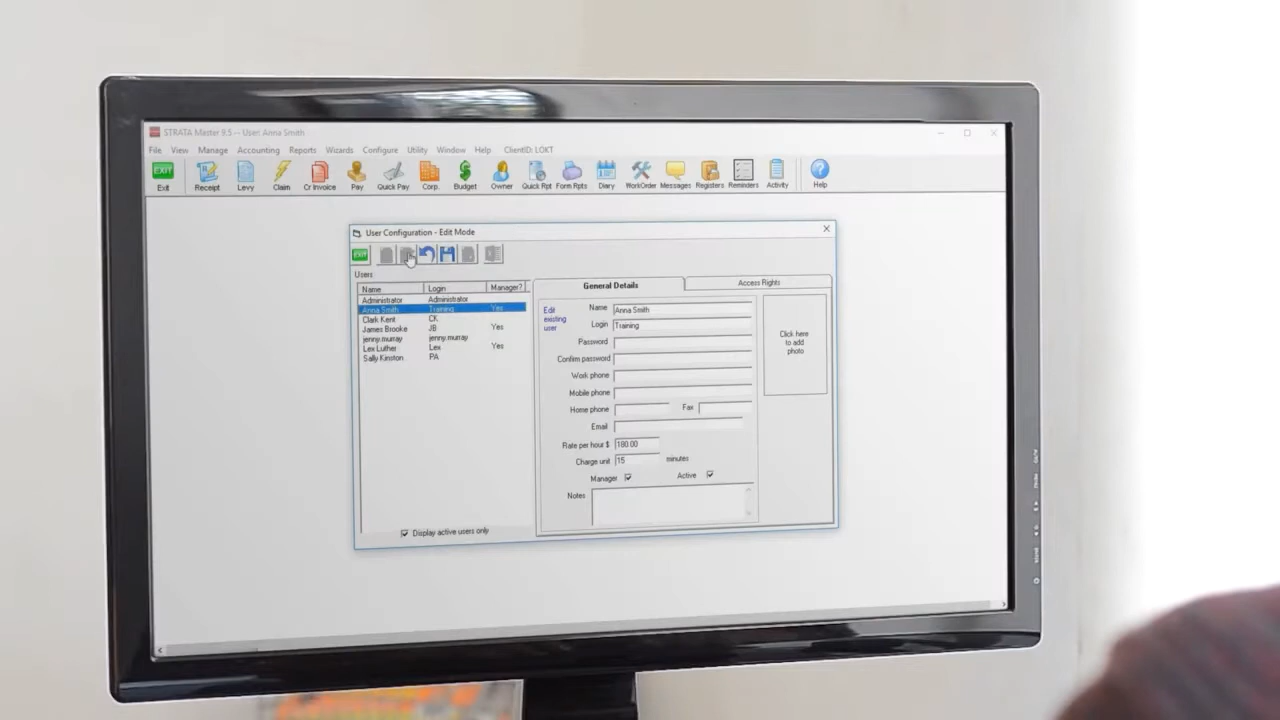 STRATA Master 9.5 -- User: Anna Smith
File View Manage Accounting Reports Wizards Configure Utility Window Help ClientID: LOKT
EXIT
Exit Receipt Levy Claim Cr Invoice Pay Quick Pay Corp. Budget Owner Quick Rpt Form Rpts Diary WorkOrder Messages Registers Reminders Activity Help
User Configuration - Edit Mode
EXIT
Users
Name Login Manager?
Administrator Administrator
Anna Smith Training Yes
Clark Kent CK
James Brooke JB Yes
jenny.murray jenny.murray
Lex Luther Lex Yes
Sally Kinston PA
Display active users only
General Details Access Rights
Edit existing user
Name Anna Smith
Login Training
Password
Confirm password
Work phone
Mobile phone
Home phone Fax
Email
Rate per hour $ 180.00
Charge unit 15 minutes
Manager Active
Notes
Click here
to add
photo